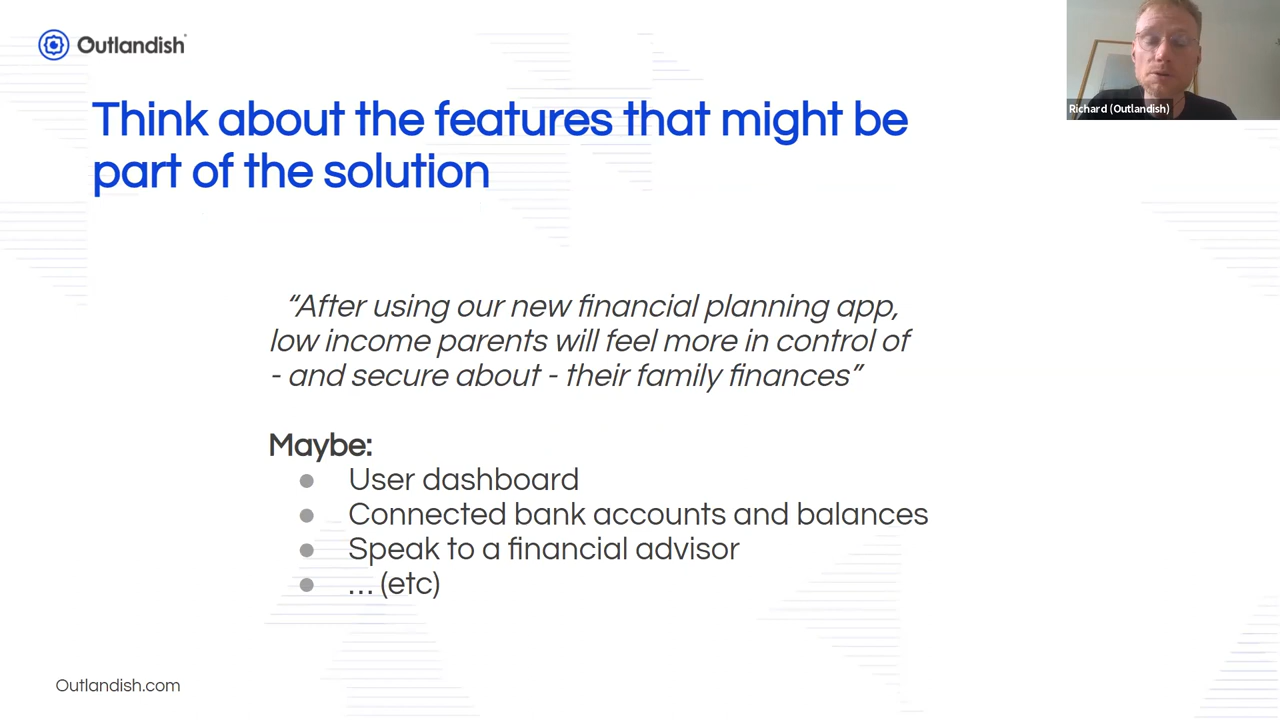 Outlandish
Richard (Outlandish)
Think about the features that might be
part of the solution
“After using our new financial planning app,
low income parents will feel more in control of
- and secure about - their family finances”
Maybe:
● User dashboard
● Connected bank accounts and balances
● Speak to a financial advisor
● … (etc)
Outlandish.com